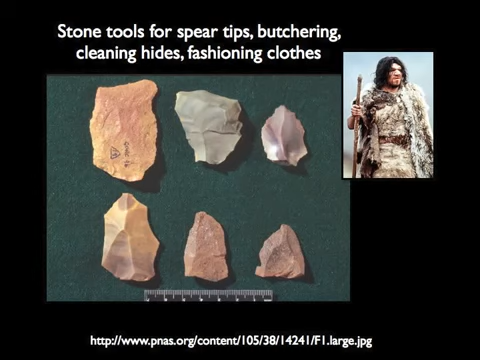 Stone tools for spear tips, butchering,
cleaning hides, fashioning clothes
http://www.pnas.org/content/105/38/14241/F1.large.jpg